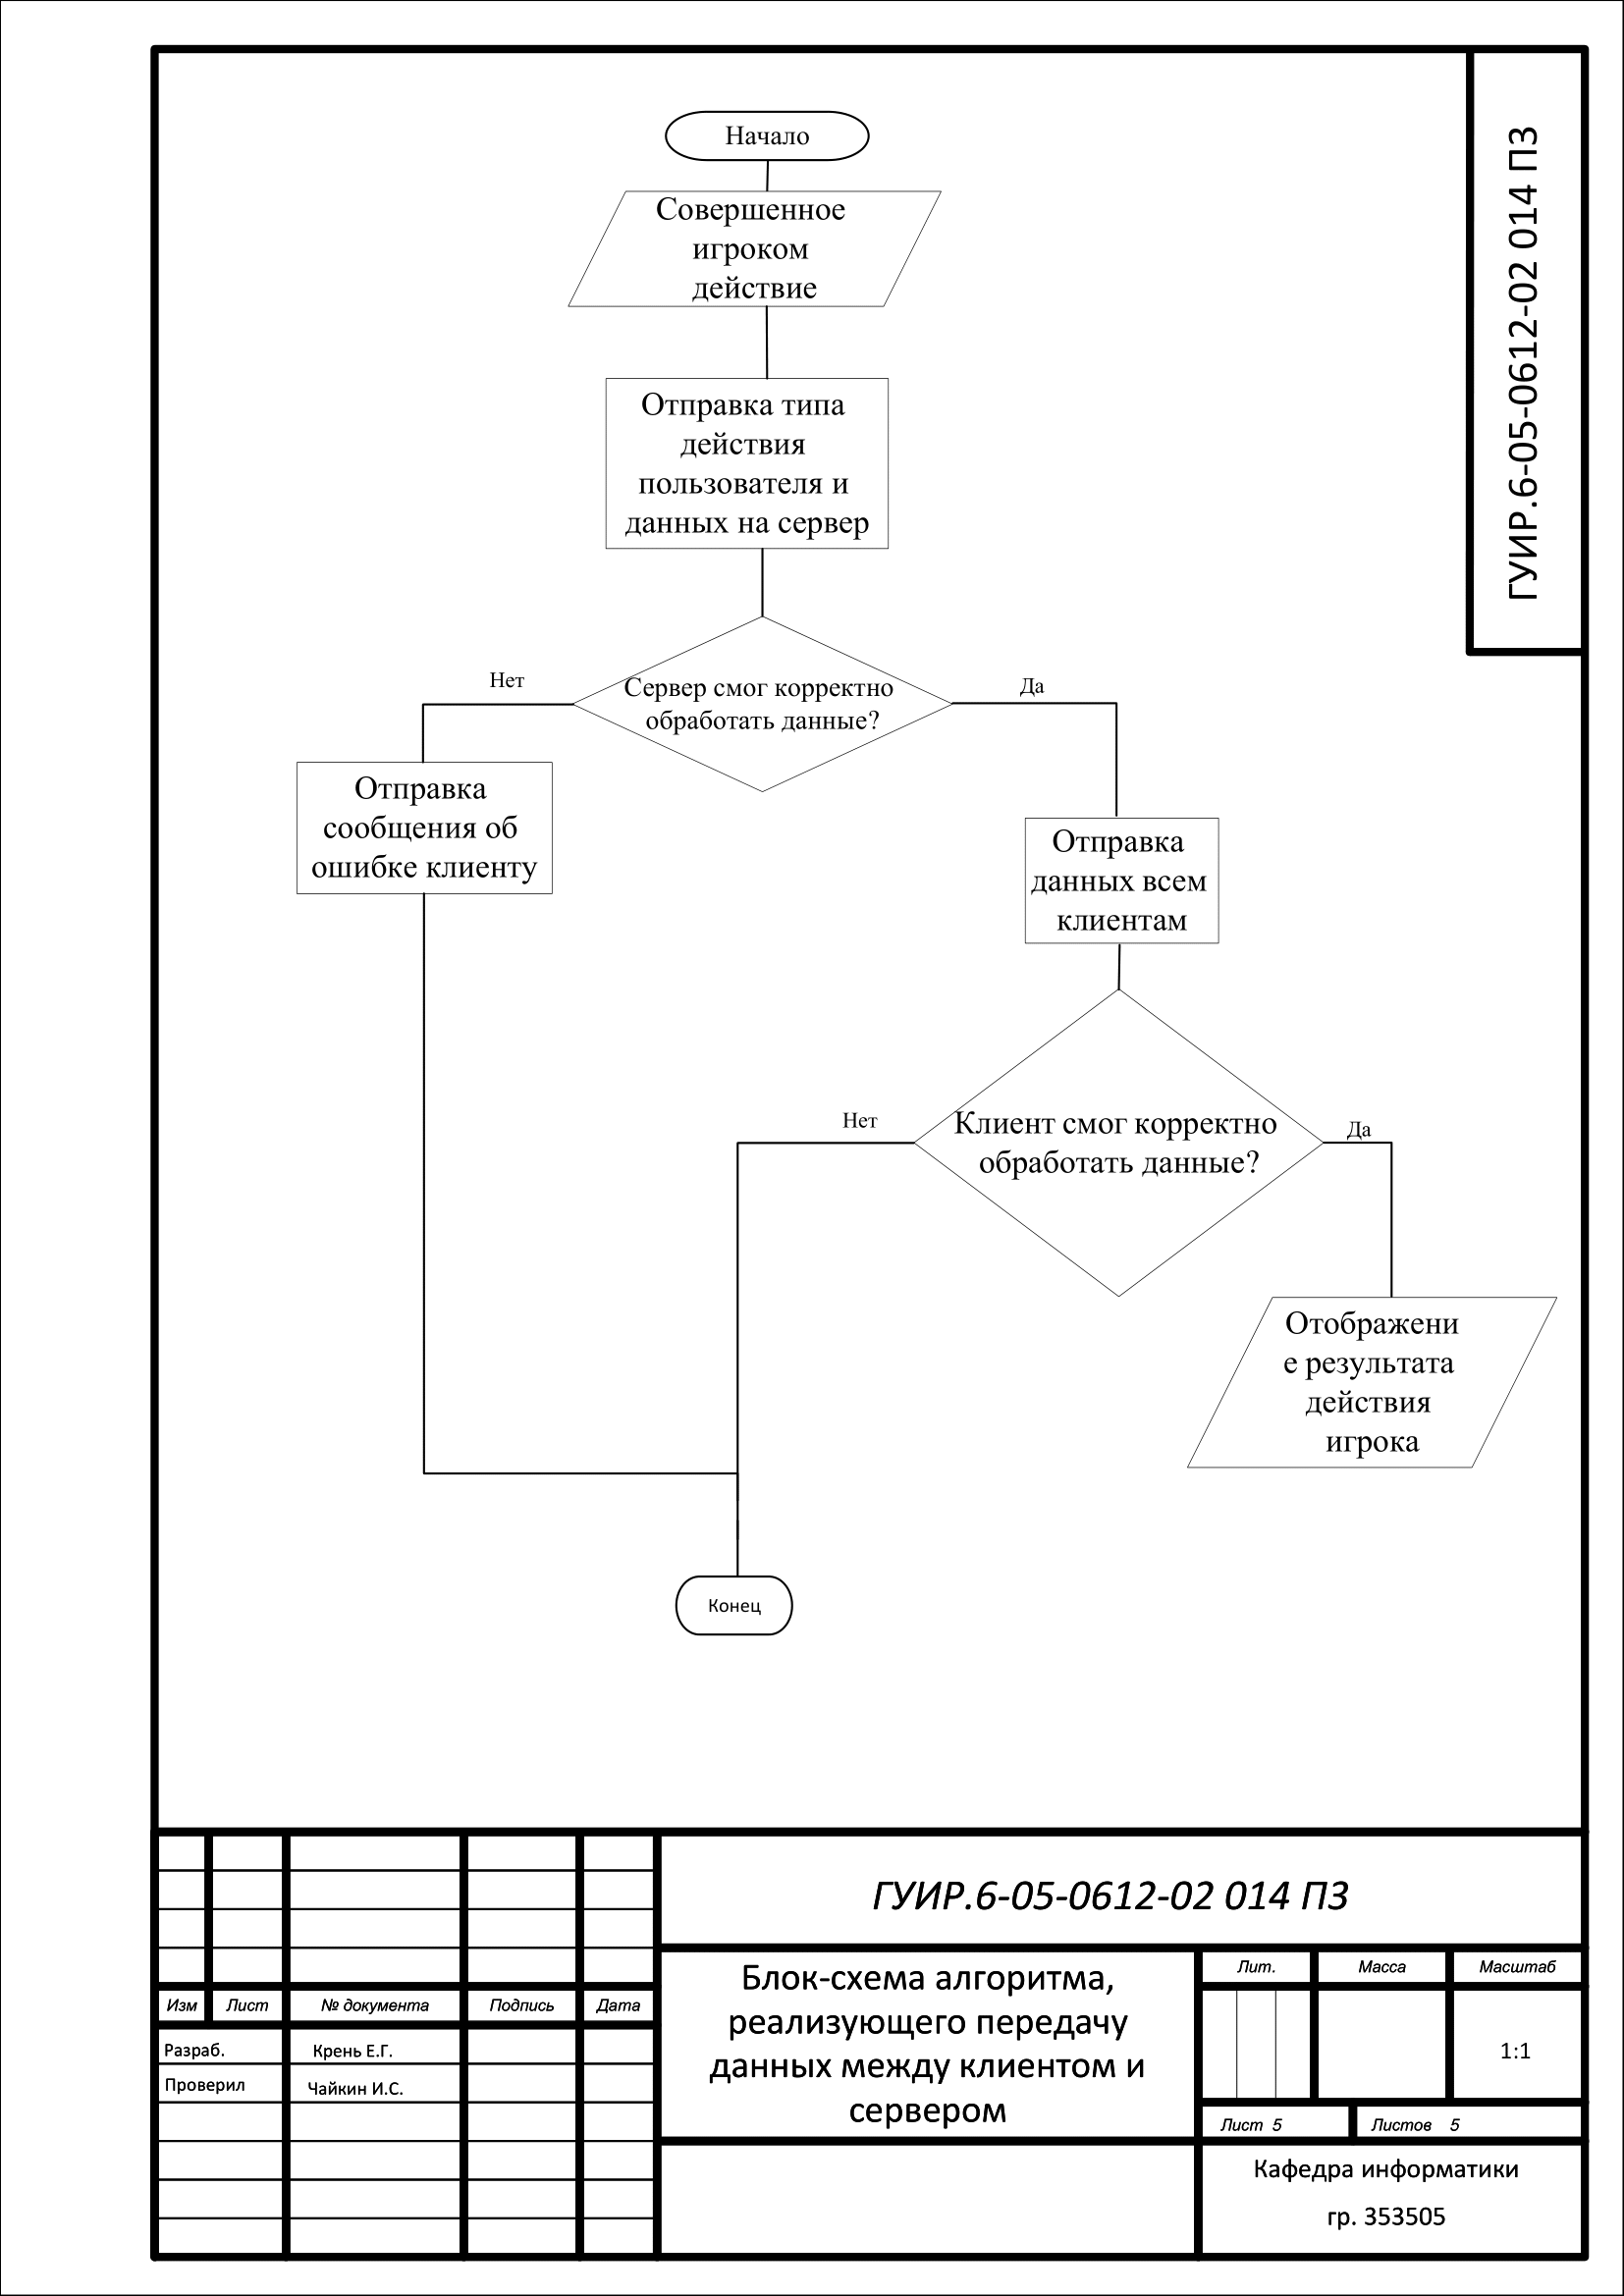 ГУИР.6-05-0612-02 014 ПЗ
Начало
Совершенное
игроком
действие
Отправка типа
действия
пользователя и
данных на сервер
Нет
Сервер смог корректно
обработать данные?
Да
Отправка
сообщения об
ошибке клиенту
Отправка
данных всем
клиентам
Нет
Клиент смог корректно
обработать данные?
Да
Отображени
е результата
действия
игрока
Конец
ГУИР.6-05-0612-02 014 ПЗ
Изм Лист № документа Подпись Дата
Разраб. Крень Е.Г.
Проверил Чайкин И.С.
Блок-схема алгоритма,
реализующего передачу
данных между клиентом и
сервером
Лит. Масса Масштаб
1:1
Лист 5 Листов 5
Кафедра информатики
гр. 353505